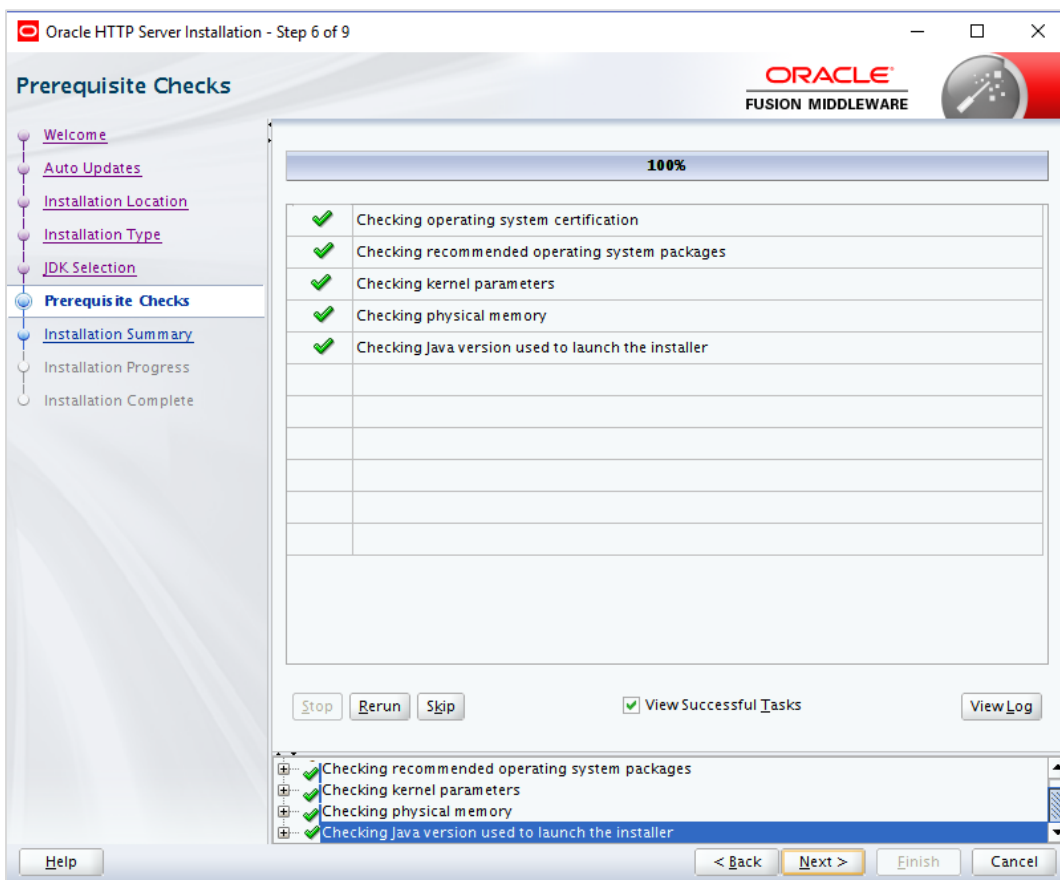 Oracle HTTP Server Installation - Step 6 of 9
Prerequisite Checks
ORACLE
FUSION MIDDLEWARE
Welcome
Auto Updates
Installation Location
Installation Type
JDK Selection
Prerequisite Checks
Installation Summary
Installation Progress
Installation Complete
100%
Checking operating system certification
Checking recommended operating system packages
Checking kernel parameters
Checking physical memory
Checking Java version used to launch the installer
Stop Rerun Skip View Successful Tasks View Log
Checking recommended operating system packages
Checking kernel parameters
Checking physical memory
Checking Java version used to launch the installer
Help < Back Next > Finish Cancel